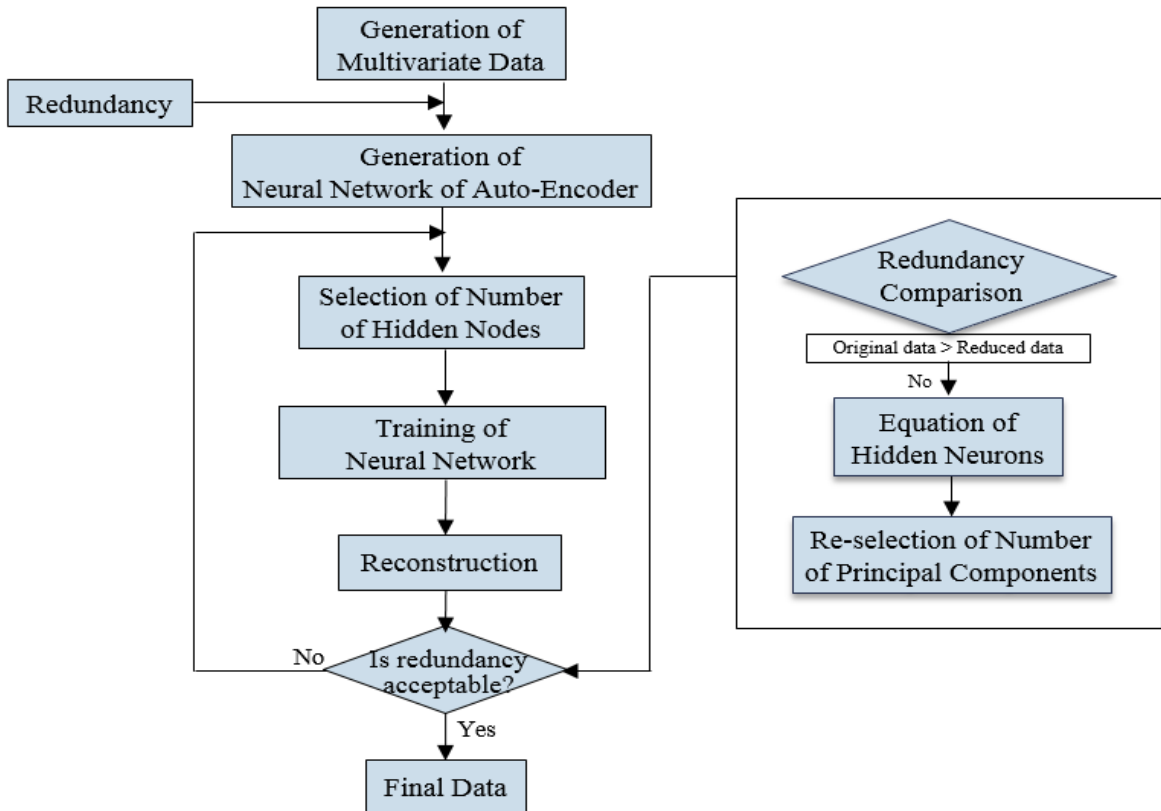 Generation of
Multivariate Data
Redundancy
Generation of
Neural Network of Auto-Encoder
Selection of Number
of Hidden Nodes
Training of
Neural Network
Reconstruction
No
Is redundancy
acceptable?
Yes
Final Data
Redundancy
Comparison
Original data > Reduced data
No
Equation of
Hidden Neurons
Re-selection of Number
of Principal Components